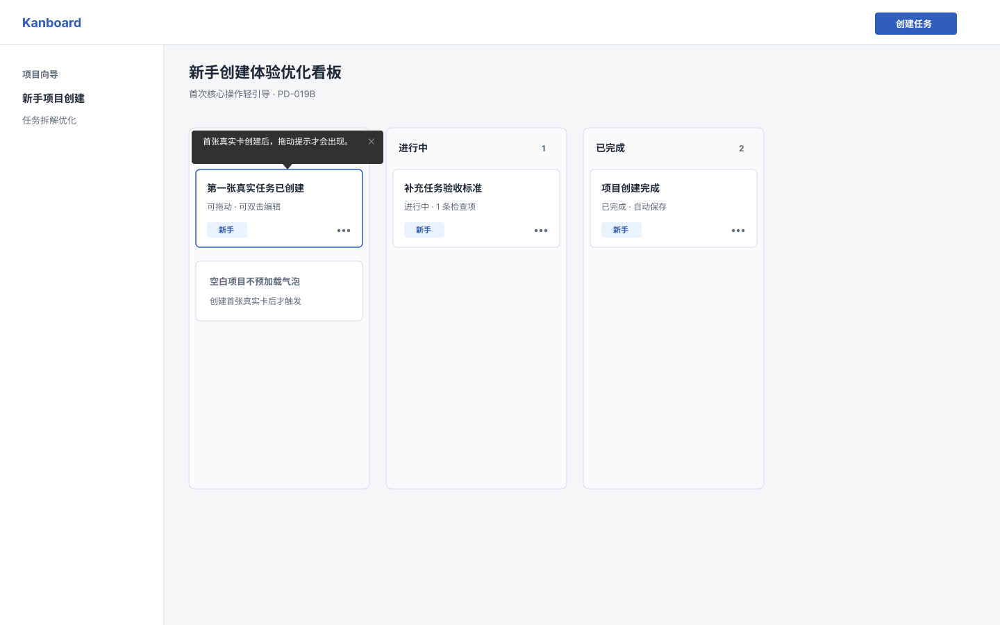 Kanboard
创建任务
项目向导
新手项目创建
任务拆解优化
新手创建体验优化看板
首次核心操作轻引导 · PD-019B
首张真实卡创建后，拖动提示才会出现。
第一张真实任务已创建
可拖动 · 可双击编辑
新手
空白项目不预加载气泡
创建首张真实卡后才触发
进行中 1
补充任务验收标准
进行中 · 1 条检查项
新手
已完成 2
项目创建完成
已完成 · 自动保存
新手